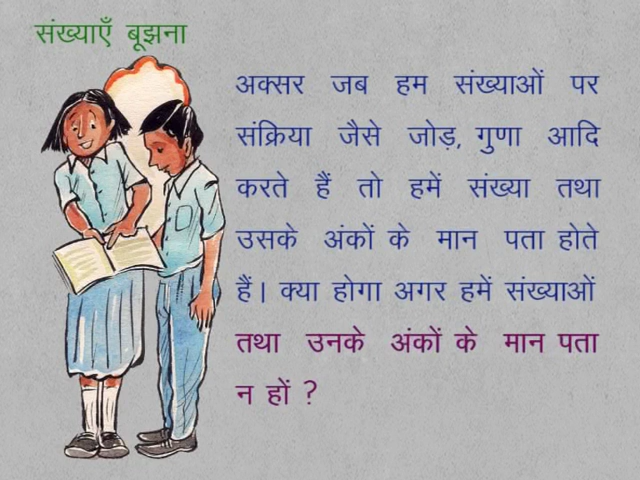 संख्याएँ बूझना
अक्सर जब हम संख्याओं पर
संक्रिया जैसे जोड़, गुणा आदि
करते हैं तो हमें संख्या तथा
उसके अंकों के मान पता होते
हैं। क्या होगा अगर हमें संख्याओं
तथा उनके अंकों के मान पता
न हों ?